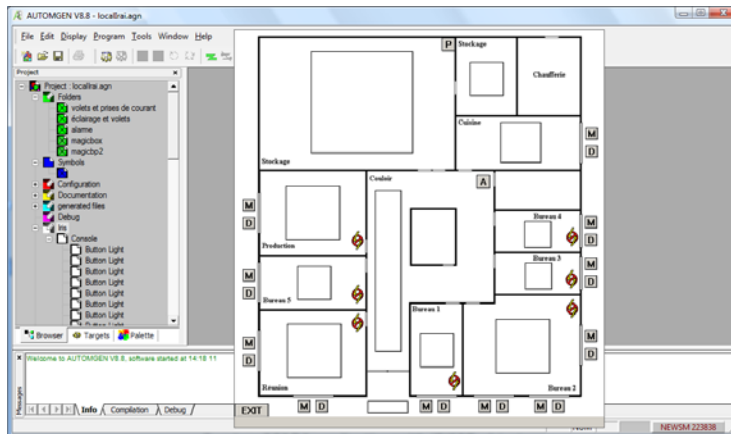 AUTOMGEN V8.8 - locallrai.agn
File Edit Display Program Tools Window Help
Project
Project : locallrai.agn
Folders
volets et prises de courant
éclairage et volets
alarme
magicbox
magicbp2
Symbols
Configuration
Documentation
generated files
Debug
Iris
Console
Button Light
Button Light
Button Light
Button Light
Button Light
Button Light
Button Light
Browser Targets Palette
P
Stockage
Chaufferie
Stockage
Cuisine
M
D
Couloir
A
Production
M
D
Bureau 4
M
D
Bureau 3
M
D
Bureau 5
M
D
Bureau 1
Reunion
M
D
Bureau 2
M
D
EXIT
M D
M D
M D
M D
Messages
Welcome to AUTOMGEN V8.8, software started at 14:18 11
Info Compilation Debug
NUM
NEWSM 223838